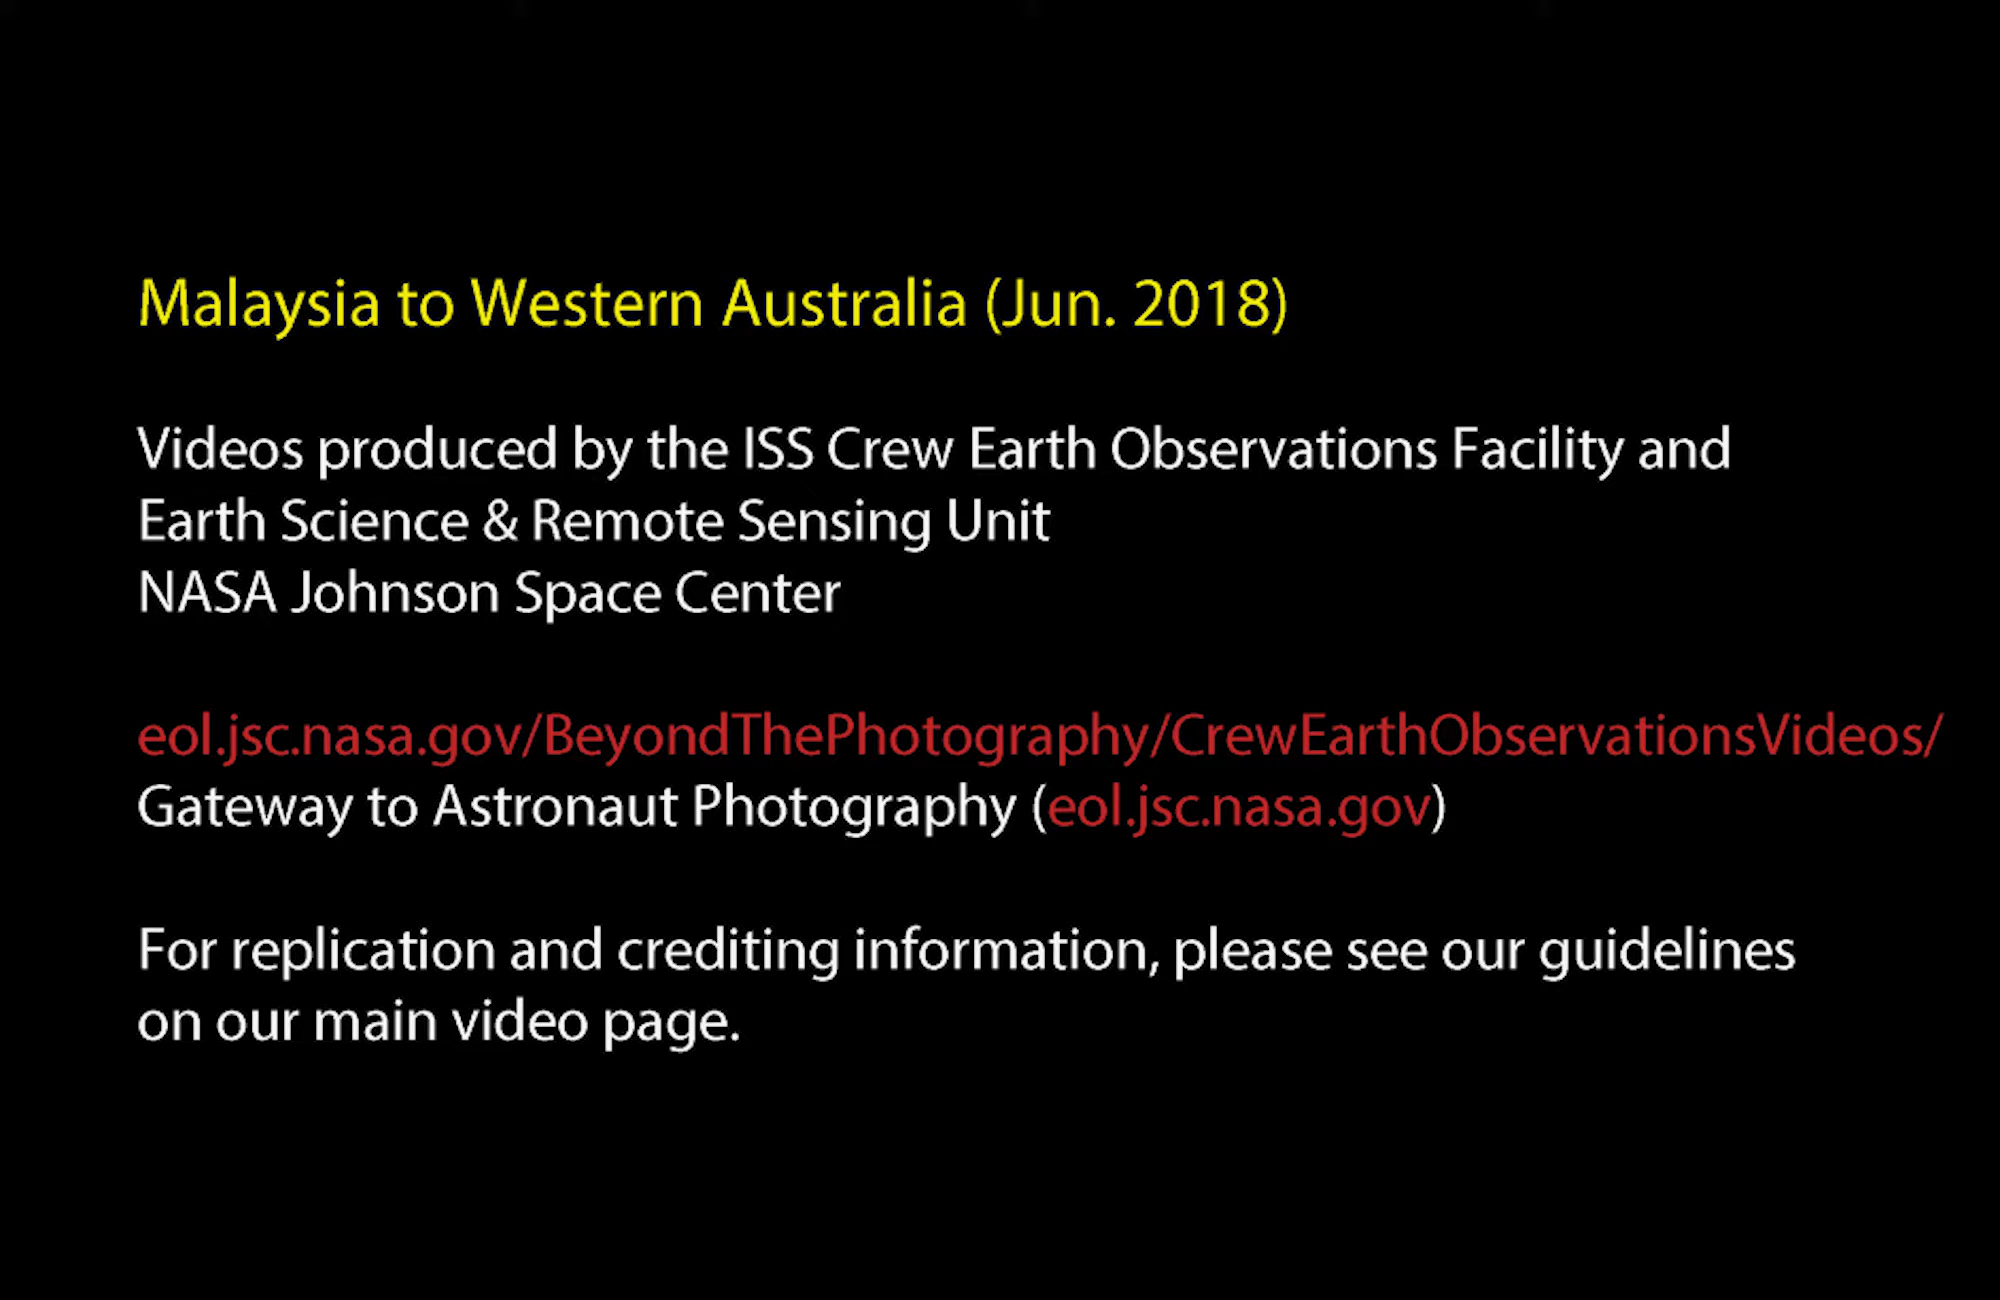 Malaysia to Western Australia (Jun. 2018)
Videos produced by the ISS Crew Earth Observations Facility and
Earth Science & Remote Sensing Unit
NASA Johnson Space Center
eol.jsc.nasa.gov/BeyondThePhotography/CrewEarthObservationsVideos/
Gateway to Astronaut Photography (eol.jsc.nasa.gov)
For replication and crediting information, please see our guidelines
on our main video page.